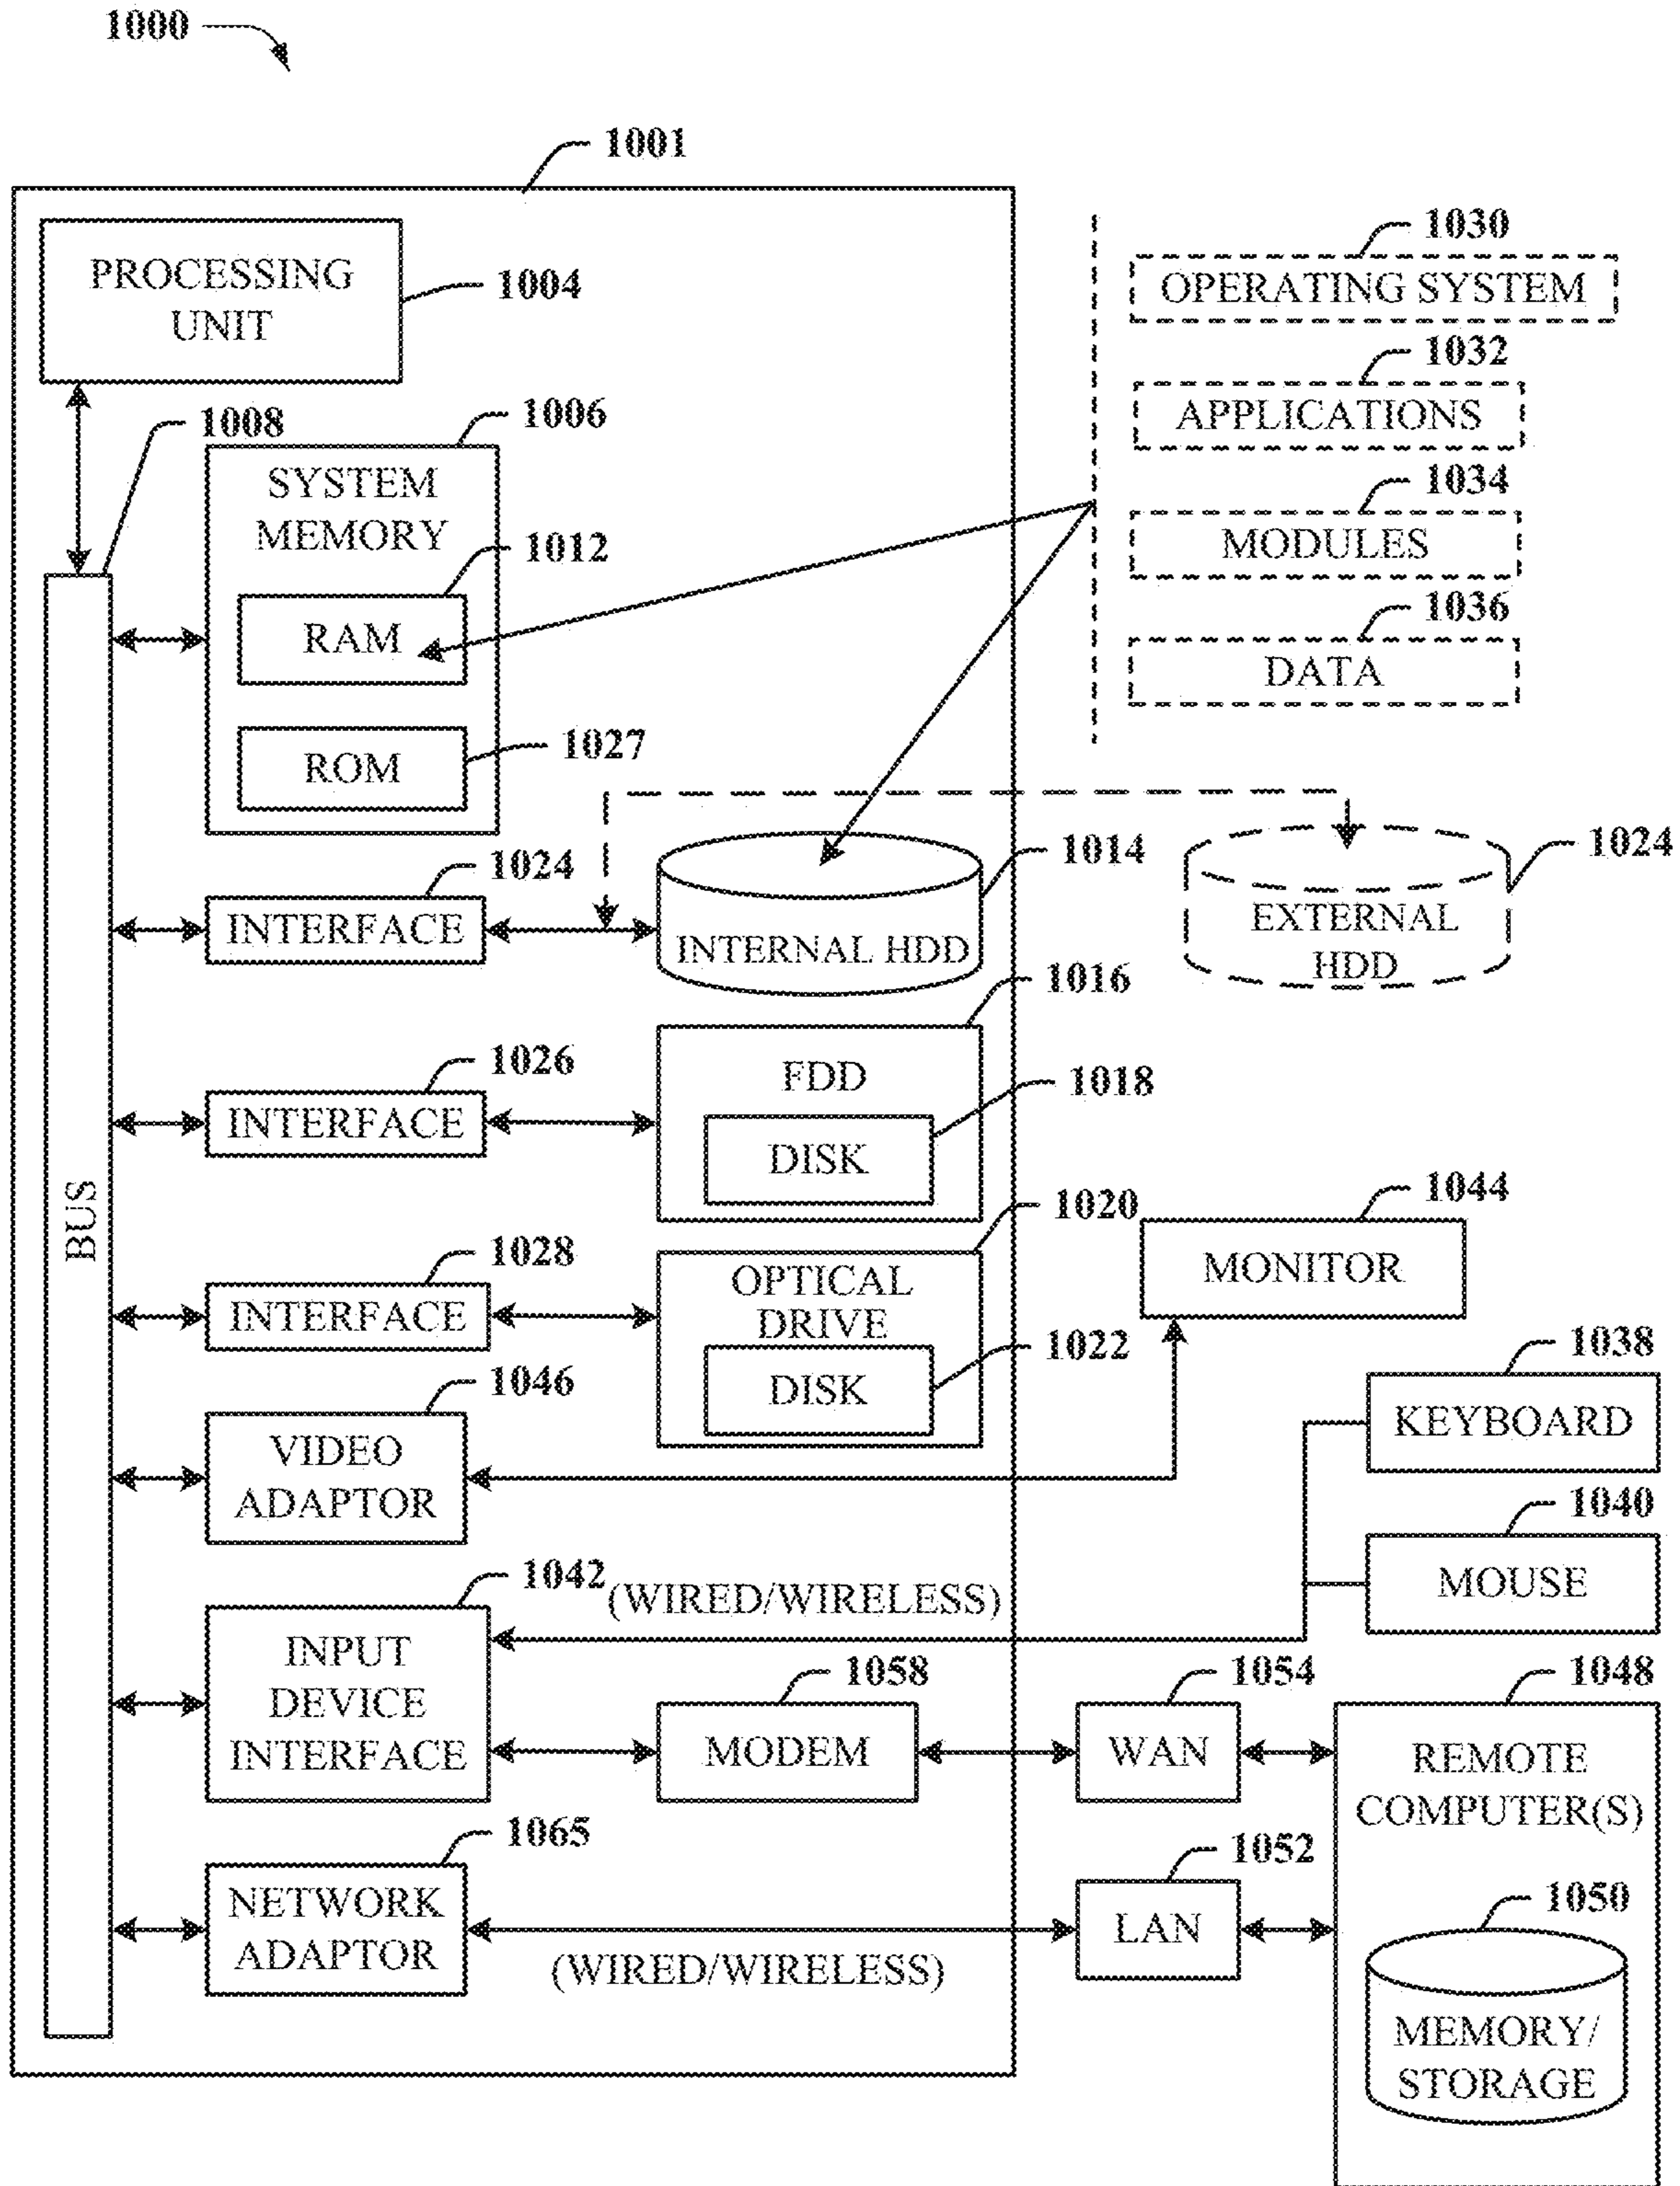 1000
1001
PROCESSING
UNIT
1004
1008
1006
SYSTEM
MEMORY
1012
RAM
1027
ROM
BUS
1030
OPERATING SYSTEM
1032
APPLICATIONS
1034
MODULES
1036
DATA
1024
INTERFACE
1014
INTERNAL HDD
1024
EXTERNAL
HDD
1026
INTERFACE
1016
FDD
1018
DISK
1028
INTERFACE
1020
OPTICAL
DRIVE
1022
DISK
1044
MONITOR
1046
VIDEO
ADAPTOR
1038
KEYBOARD
1040
MOUSE
1042
(WIRED/WIRELESS)
INPUT
DEVICE
INTERFACE
1058
MODEM
1054
WAN
1048
REMOTE
COMPUTER(S)
1065
NETWORK
ADAPTOR
(WIRED/WIRELESS)
1052
LAN
1050
MEMORY/
STORAGE